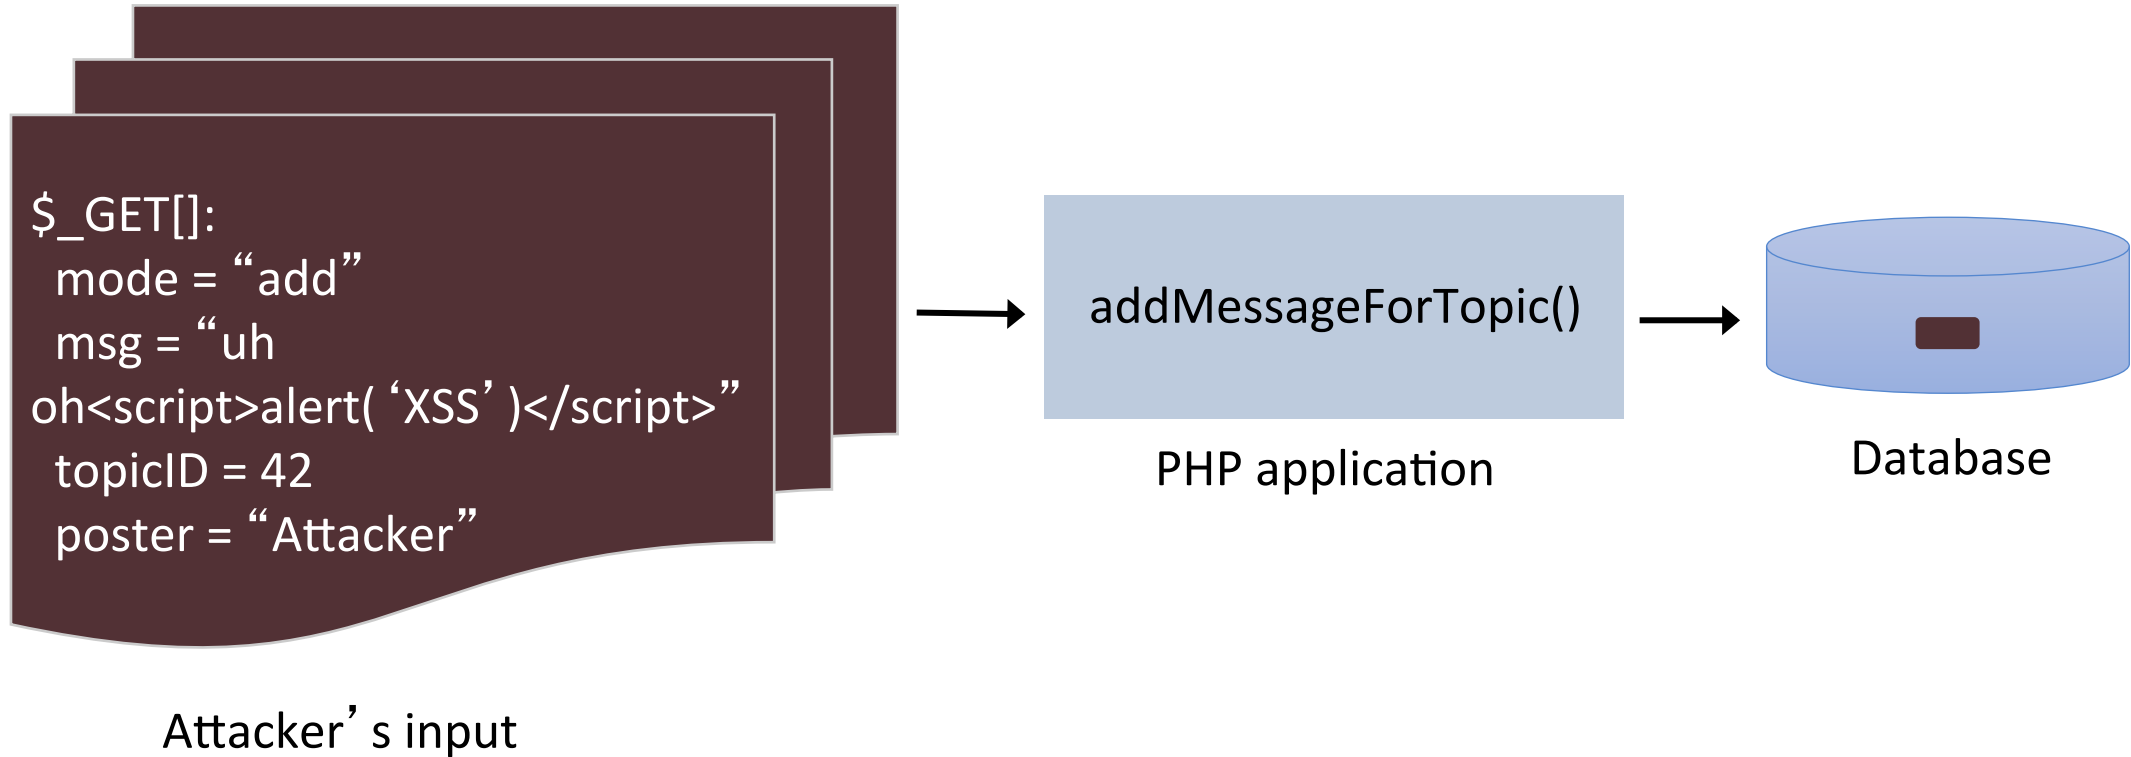 $_GET[]:
mode = “add”
msg = “uh
oh<script>alert( ‘XSS’ )</script>”
topicID = 42
poster = “Attacker”
Attacker’ s input
addMessageForTopic()
PHP application
Database